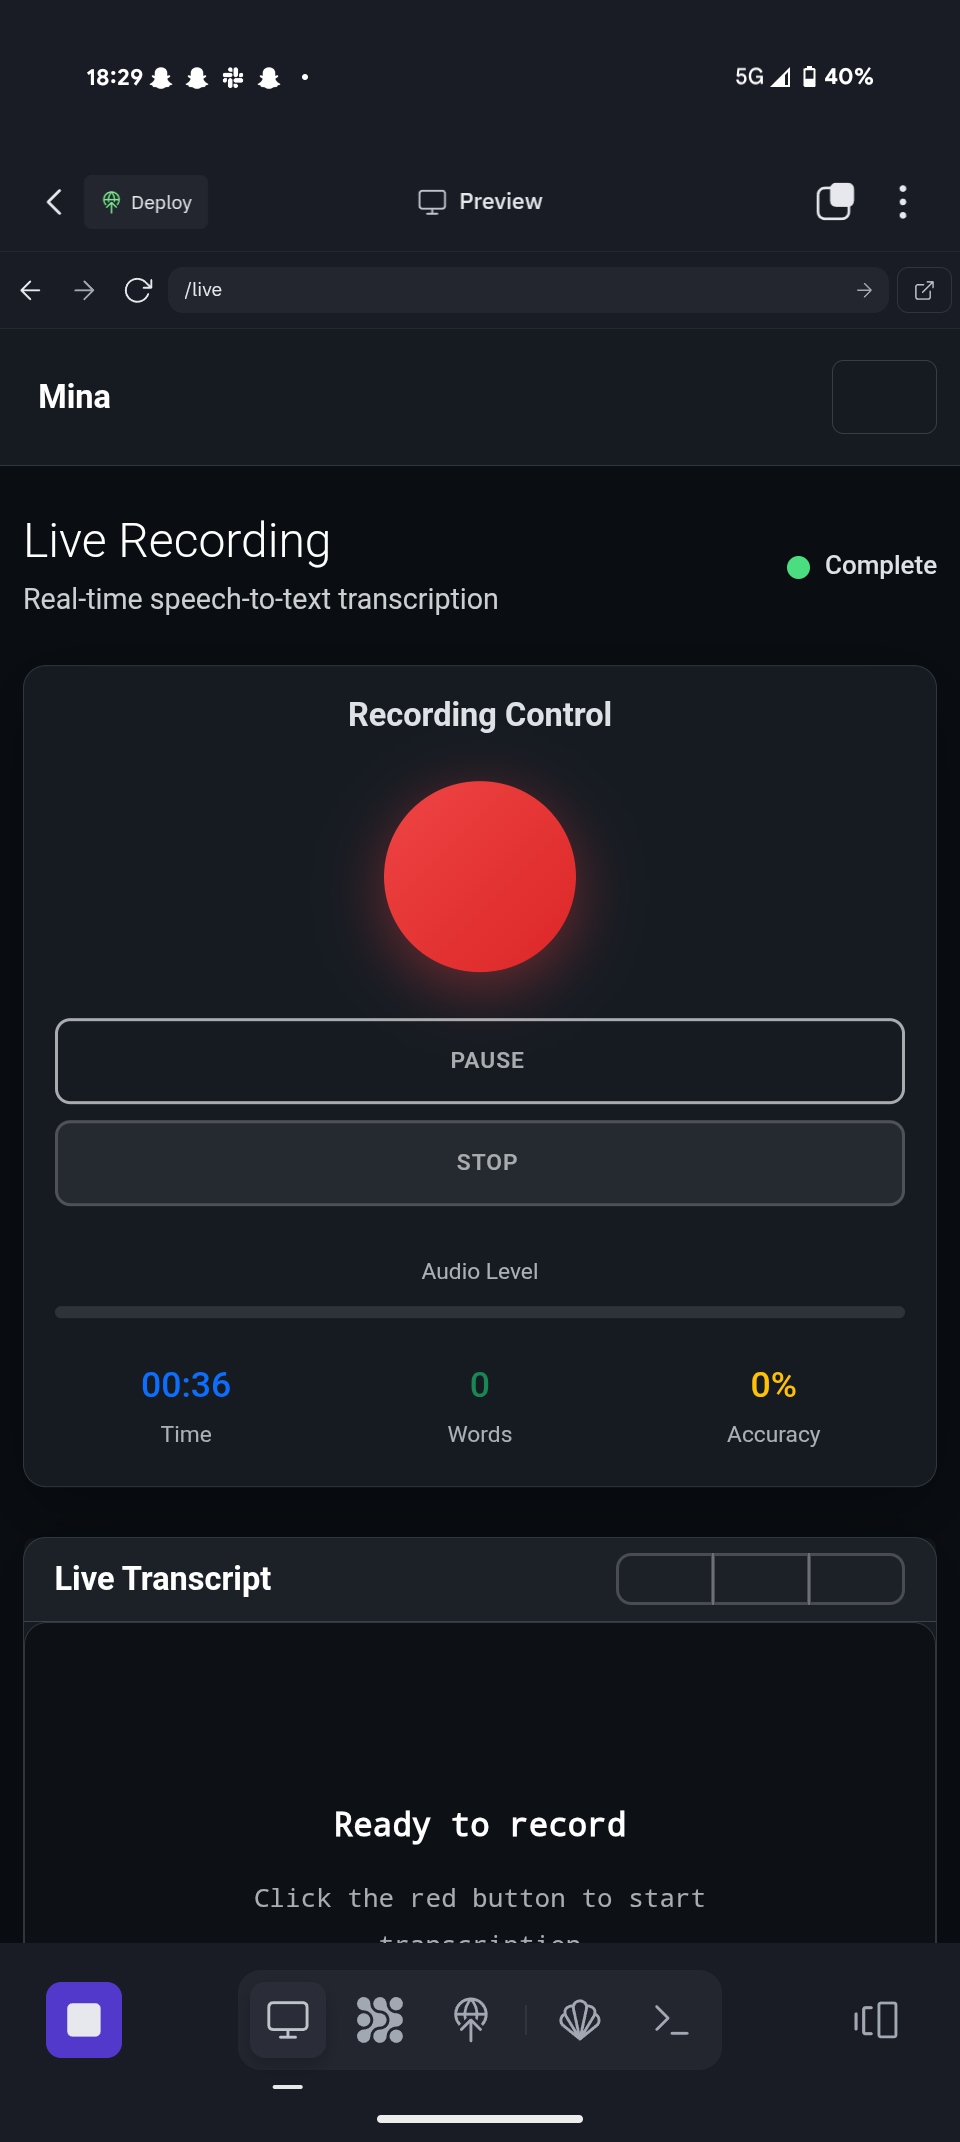 18:29
5G 40%
Deploy
Preview
/live
Mina
Live Recording
Real-time speech-to-text transcription
Complete
Recording Control
PAUSE
STOP
Audio Level
00:36 0 0%
Time Words Accuracy
Live Transcript
Ready to record
Click the red button to start
transcription